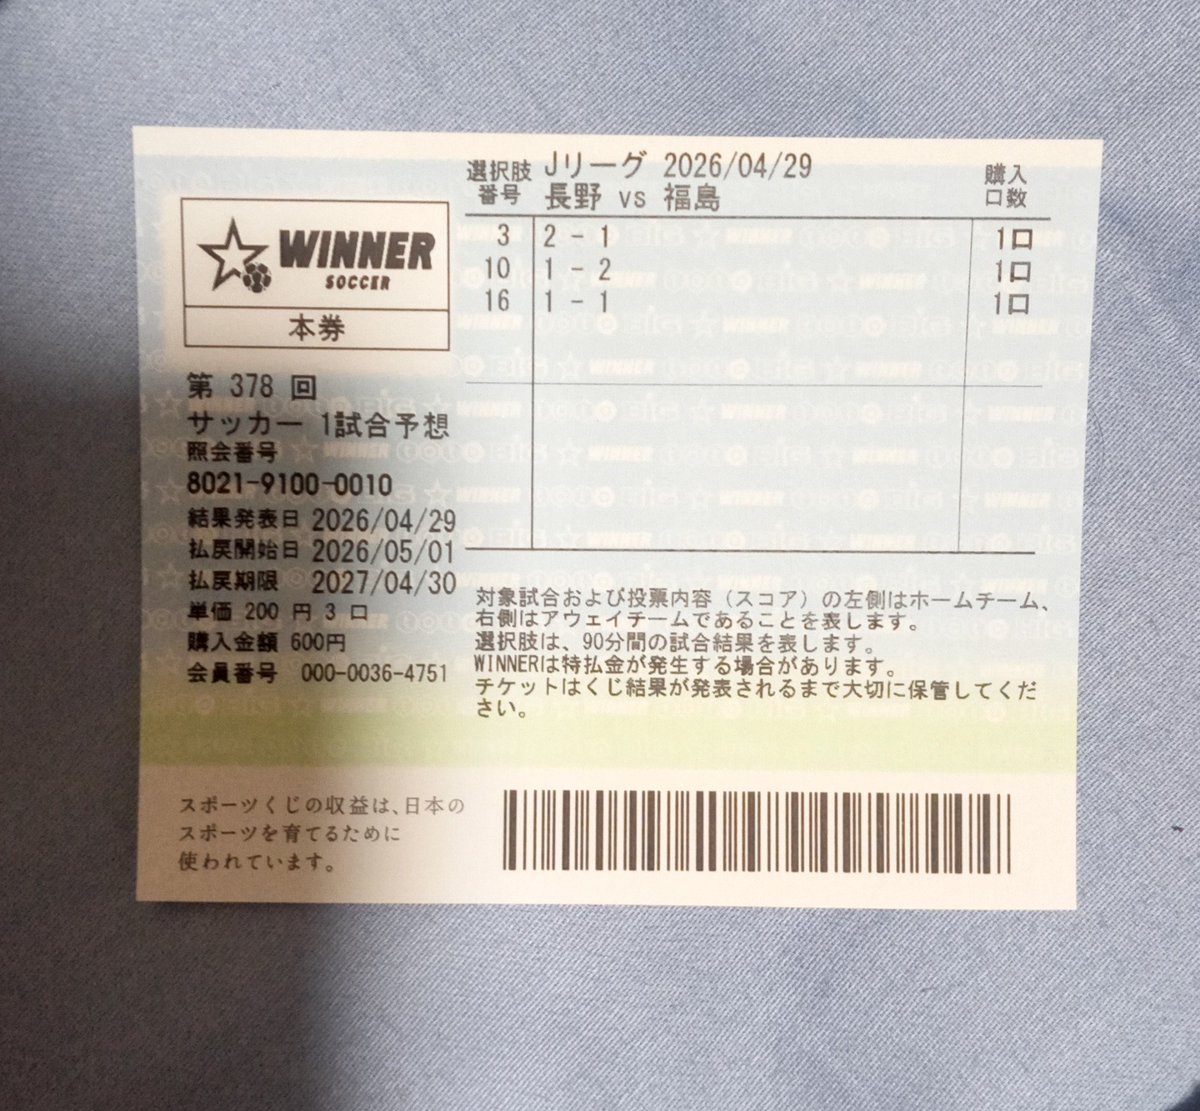 WINNER
SOCCER
本券
第 378 回
サッカー 1試合予想
照会番号
8021-9100-0010
結果発表日 2026/04/29
払戻開始日 2026/05/01
払戻期限 2027/04/30
単価 200 円 3 口
購入金額 600円
会員番号 000-0036-4751
選択肢 Jリーグ 2026/04/29 購入
番号 長野 vs 福島 口数
3 2 - 1 1口
10 1 - 2 1口
16 1 - 1 1口
対象試合および投票内容（スコア）の左側はホームチーム、
右側はアウェイチームであることを表します。
選択肢は、90分間の試合結果を表します。
WINNERは特払金が発生する場合があります。
チケットはくじ結果が発表されるまで大切に保管してくだ
さい。
スポーツくじの収益は、日本の
スポーツを育てるために
使われています。